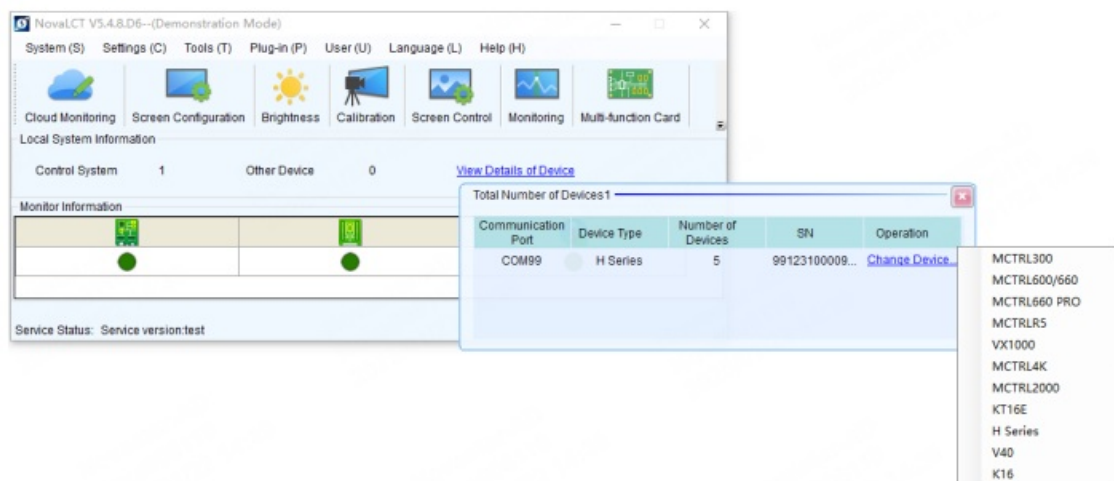 NovaLCT V5.4.8.D6--(Demonstration Mode)
System (S) Settings (C) Tools (T) Plug-in (P) User (U) Language (L) Help (H)
Cloud Monitoring Screen Configuration Brightness Calibration Screen Control Monitoring Multi-function Card
Local System Information
Control System 1 Other Device 0 View Details of Device
Monitor Information
Service Status: Service version:test
Total Number of Devices1
Communication Port Device Type Number of Devices SN Operation
COM99 H Series 5 99123100009... Change Device...
MCTRL300
MCTRL600/660
MCTRL660 PRO
MCTRLR5
VX1000
MCTRL4K
MCTRL2000
KT16E
H Series
V40
K16